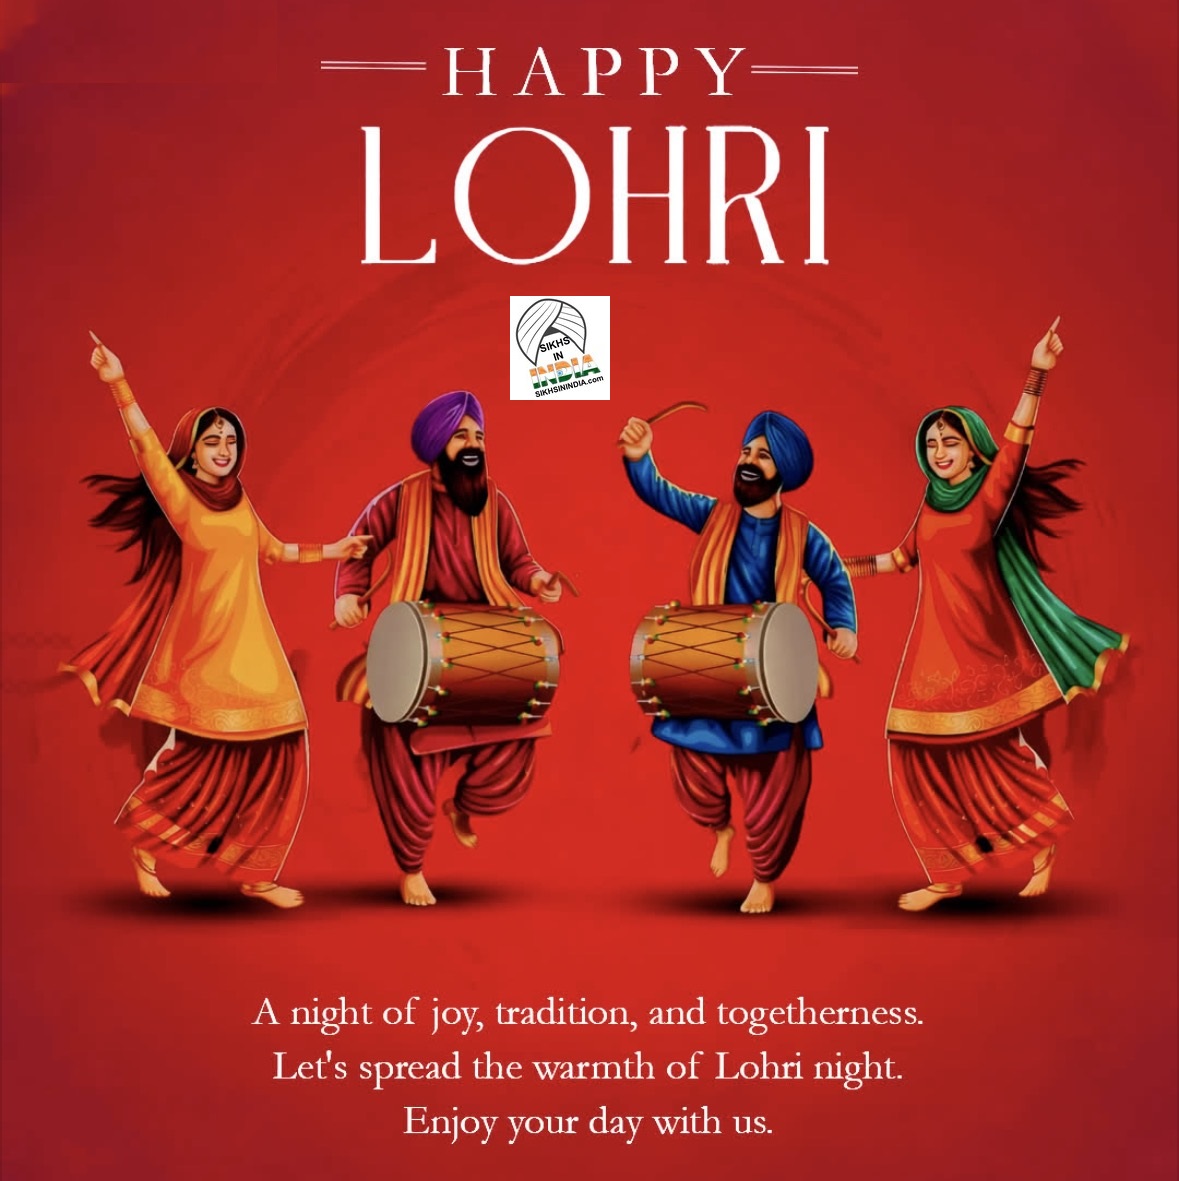 HAPPY
LOHRI
SIKHS
IN
INDIA
SIKHSININDIA.com
A night of joy, tradition, and togetherness.
Let's spread the warmth of Lohri night.
Enjoy your day with us.